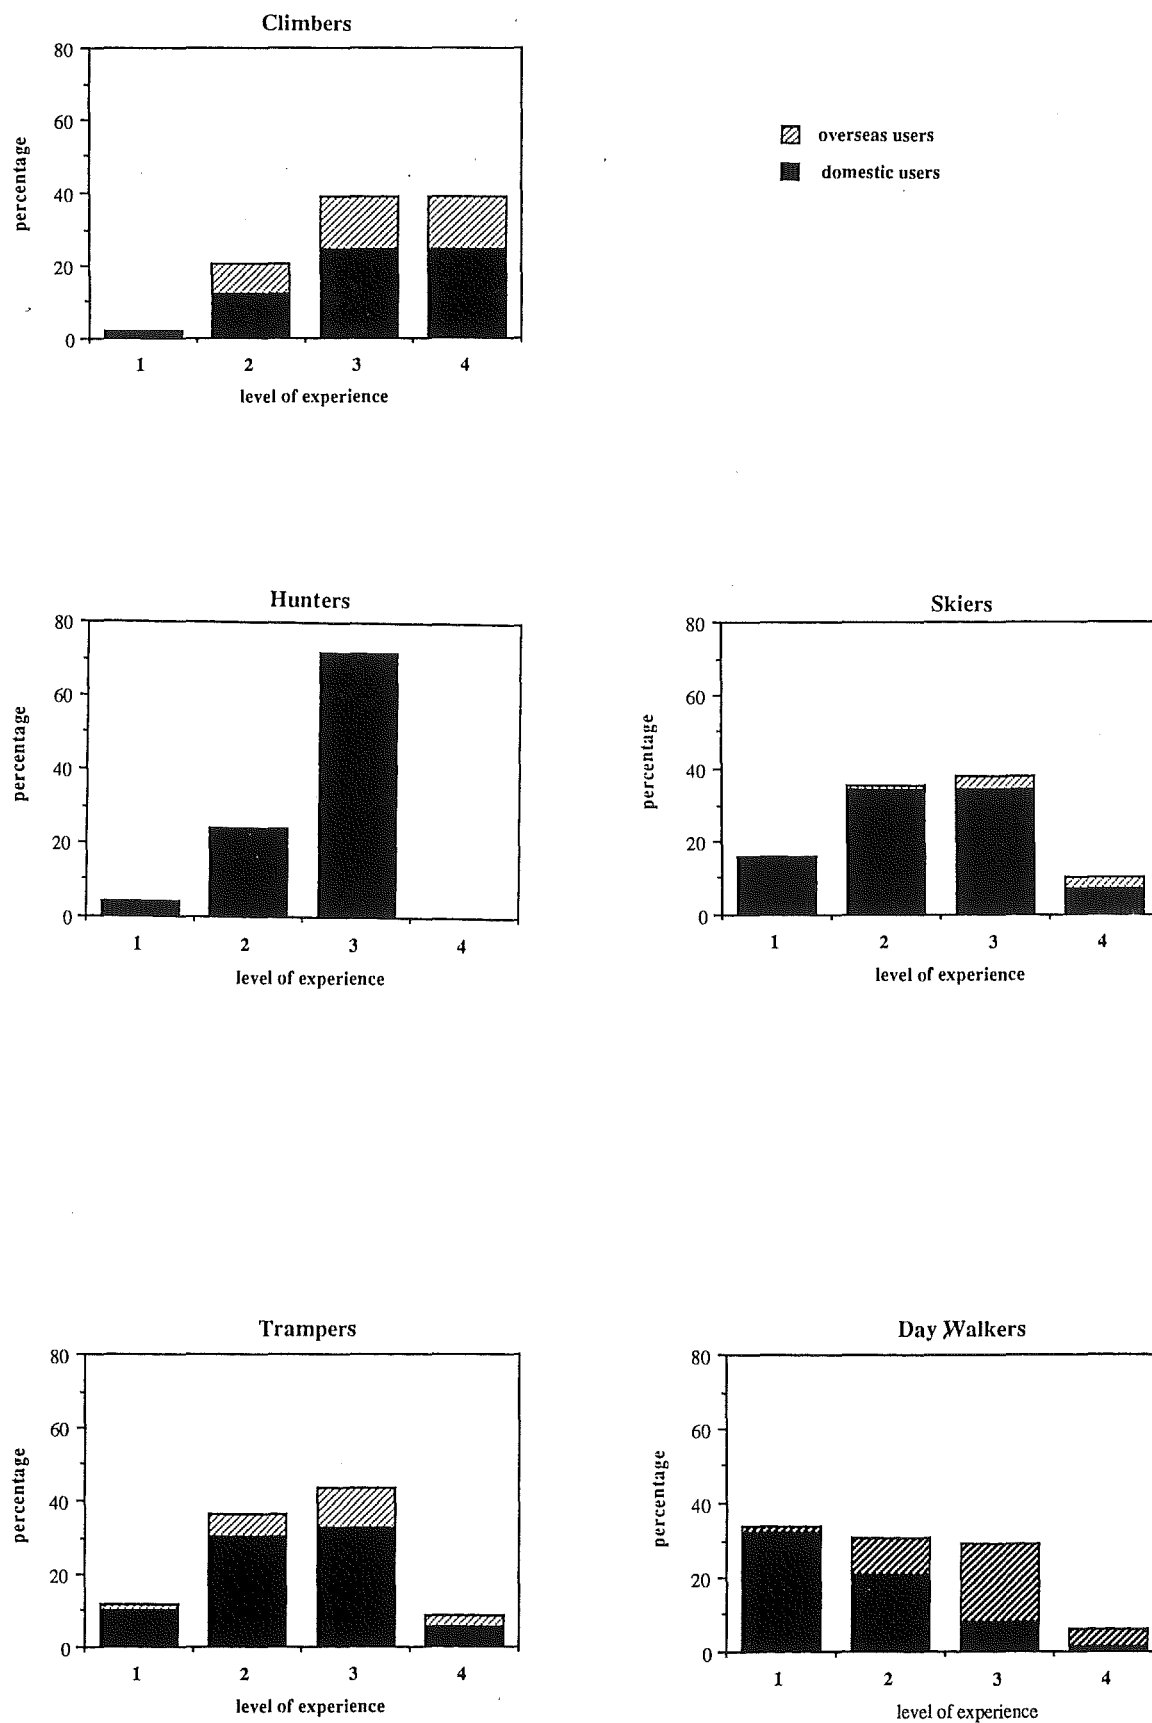 Climbers
80
60
40
20
0
percentage
1 2 3 4
level of experience
overseas users
domestic users
Hunters
80
60
40
20
0
percentage
1 2 3 4
level of experience
Skiers
80
60
40
20
0
percentage
1 2 3 4
level of experience
Trampers
80
60
40
20
0
percentage
1 2 3 4
level of experience
Day Walkers
80
60
40
20
0
percentage
1 2 3 4
level of experience